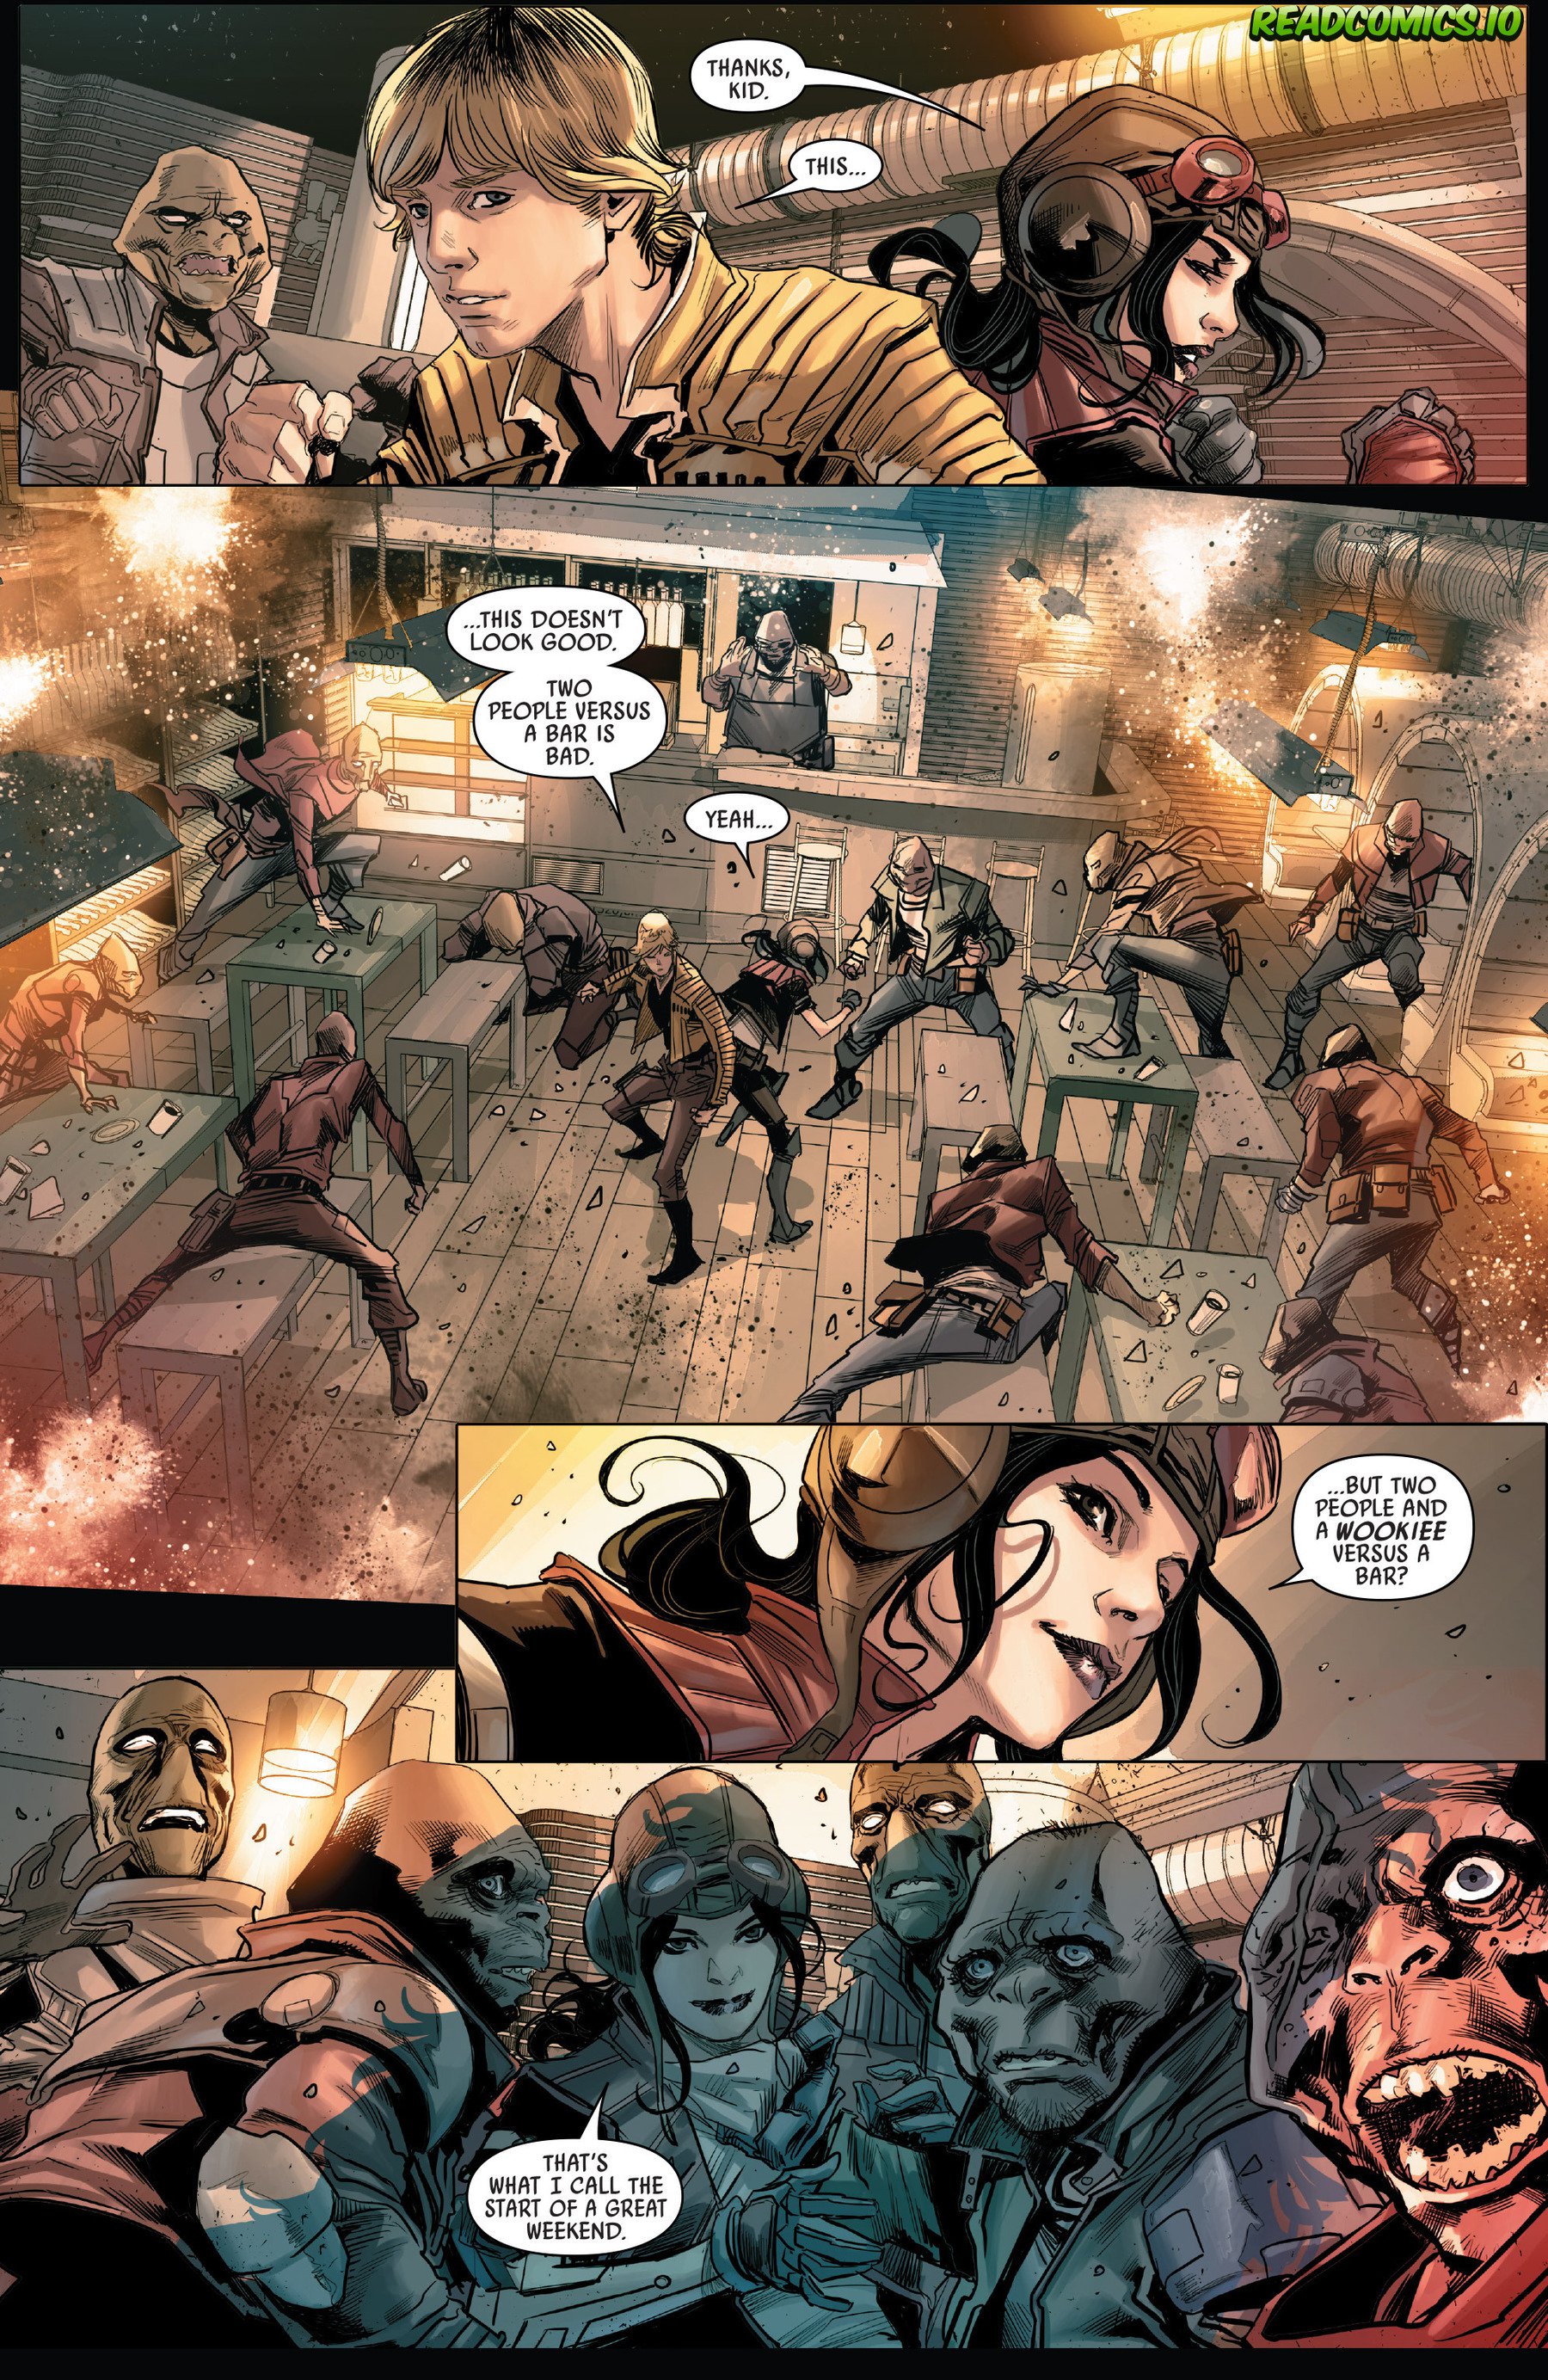 READCOMICS.IO
THANKS,
KID.
THIS...
...THIS DOESN'T
LOOK GOOD.
TWO
PEOPLE VERSUS
A BAR IS
BAD.
YEAH...
...BUT TWO
PEOPLE AND
A WOOKIEE
VERSUS A
BAR?
THAT'S
WHAT I CALL THE
START OF A GREAT
WEEKEND.